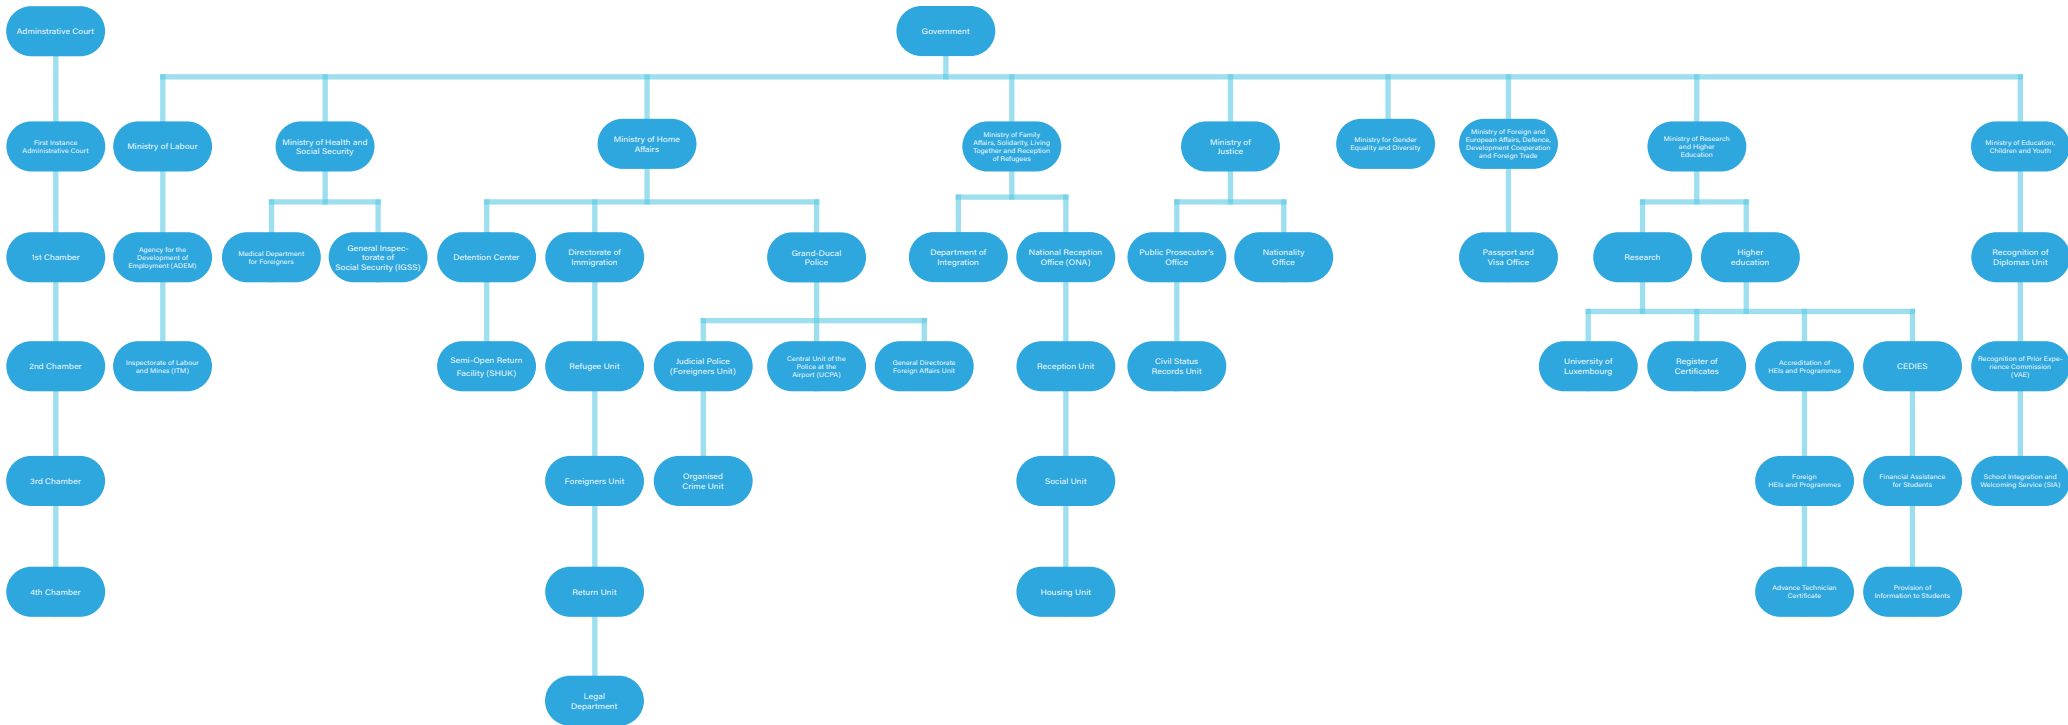 Adminstrative Court
Government
First Instance
Administrative Court
Ministry of Labour
Ministry of Health and
Social Security
Ministry of Home
Affairs
Ministry of Family
Affairs, Solidarity, Living
Together and Reception
of Refugees
Ministry of
Justice
Ministry for Gender
Equality and Diversity
Ministry of Foreign and
European Affairs, Defence,
Development Cooperation
and Foreign Trade
Ministry of Research
and Higher
Education
Ministry of Education,
Children and Youth
1st Chamber
Agency for the
Development of
Employment (ADEM)
Medical Department
for Foreigners
General Inspec-
torate of
Social Security (IGSS)
Detention Center
Directorate of
Immigration
Grand-Ducal
Police
Department of
Integration
National Reception
Office (ONA)
Public Prosecutor's
Office
Nationality
Office
Passport and
Visa Office
Research
Higher
education
Recognition of
Diplomas Unit
2nd Chamber
Inspectorate of Labour
and Mines (ITM)
Semi-Open Return
Facility (SHUK)
Refugee Unit
Judicial Police
(Foreigners Unit)
Central Unit of the
Police at the
Airport (UCPA)
General Directorate
Foreign Affairs Unit
Reception Unit
Civil Status
Records Unit
University of
Luxembourg
Register of
Certificates
Accreditation of
HEIs and Programmes
CEDIES
Recognition of Prior Expe-
rience Commission
(VAE)
3rd Chamber
Foreigners Unit
Organised
Crime Unit
Social Unit
Foreign
HEIs and Programmes
Financial Assistance
for Students
School Integration and
Welcoming Service (SIA)
4th Chamber
Return Unit
Housing Unit
Advance Technician
Certificate
Provision of
Information to Students
Legal
Department